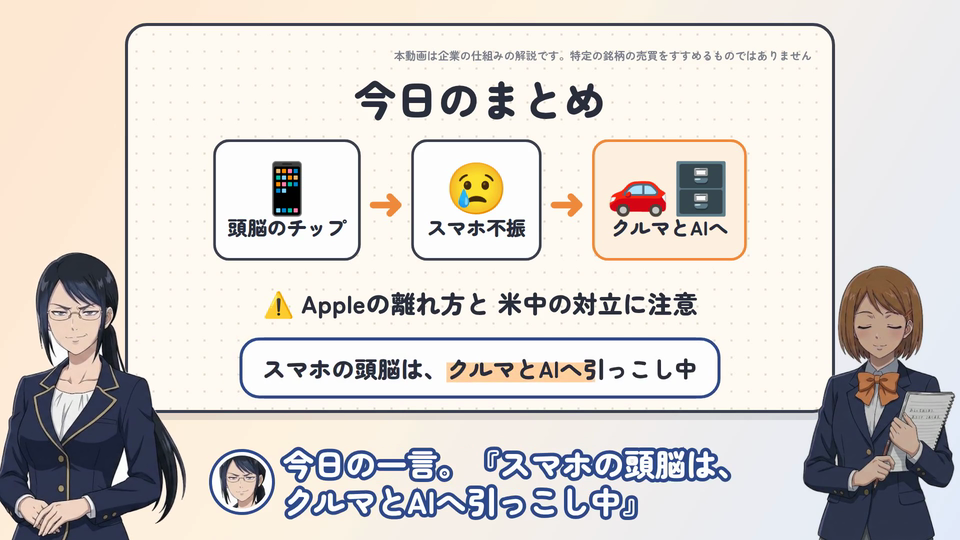 本動画は企業の仕組みの解説です。特定の銘柄の売買をすすめるものではありません
今日のまとめ
頭脳のチップ
スマホ不振
クルマとAIへ
Appleの離れ方と 米中の対立に注意
スマホの頭脳は、クルマとAIへ引っこし中
今日の一言。『スマホの頭脳は、
クルマとAIへ引っこし中』